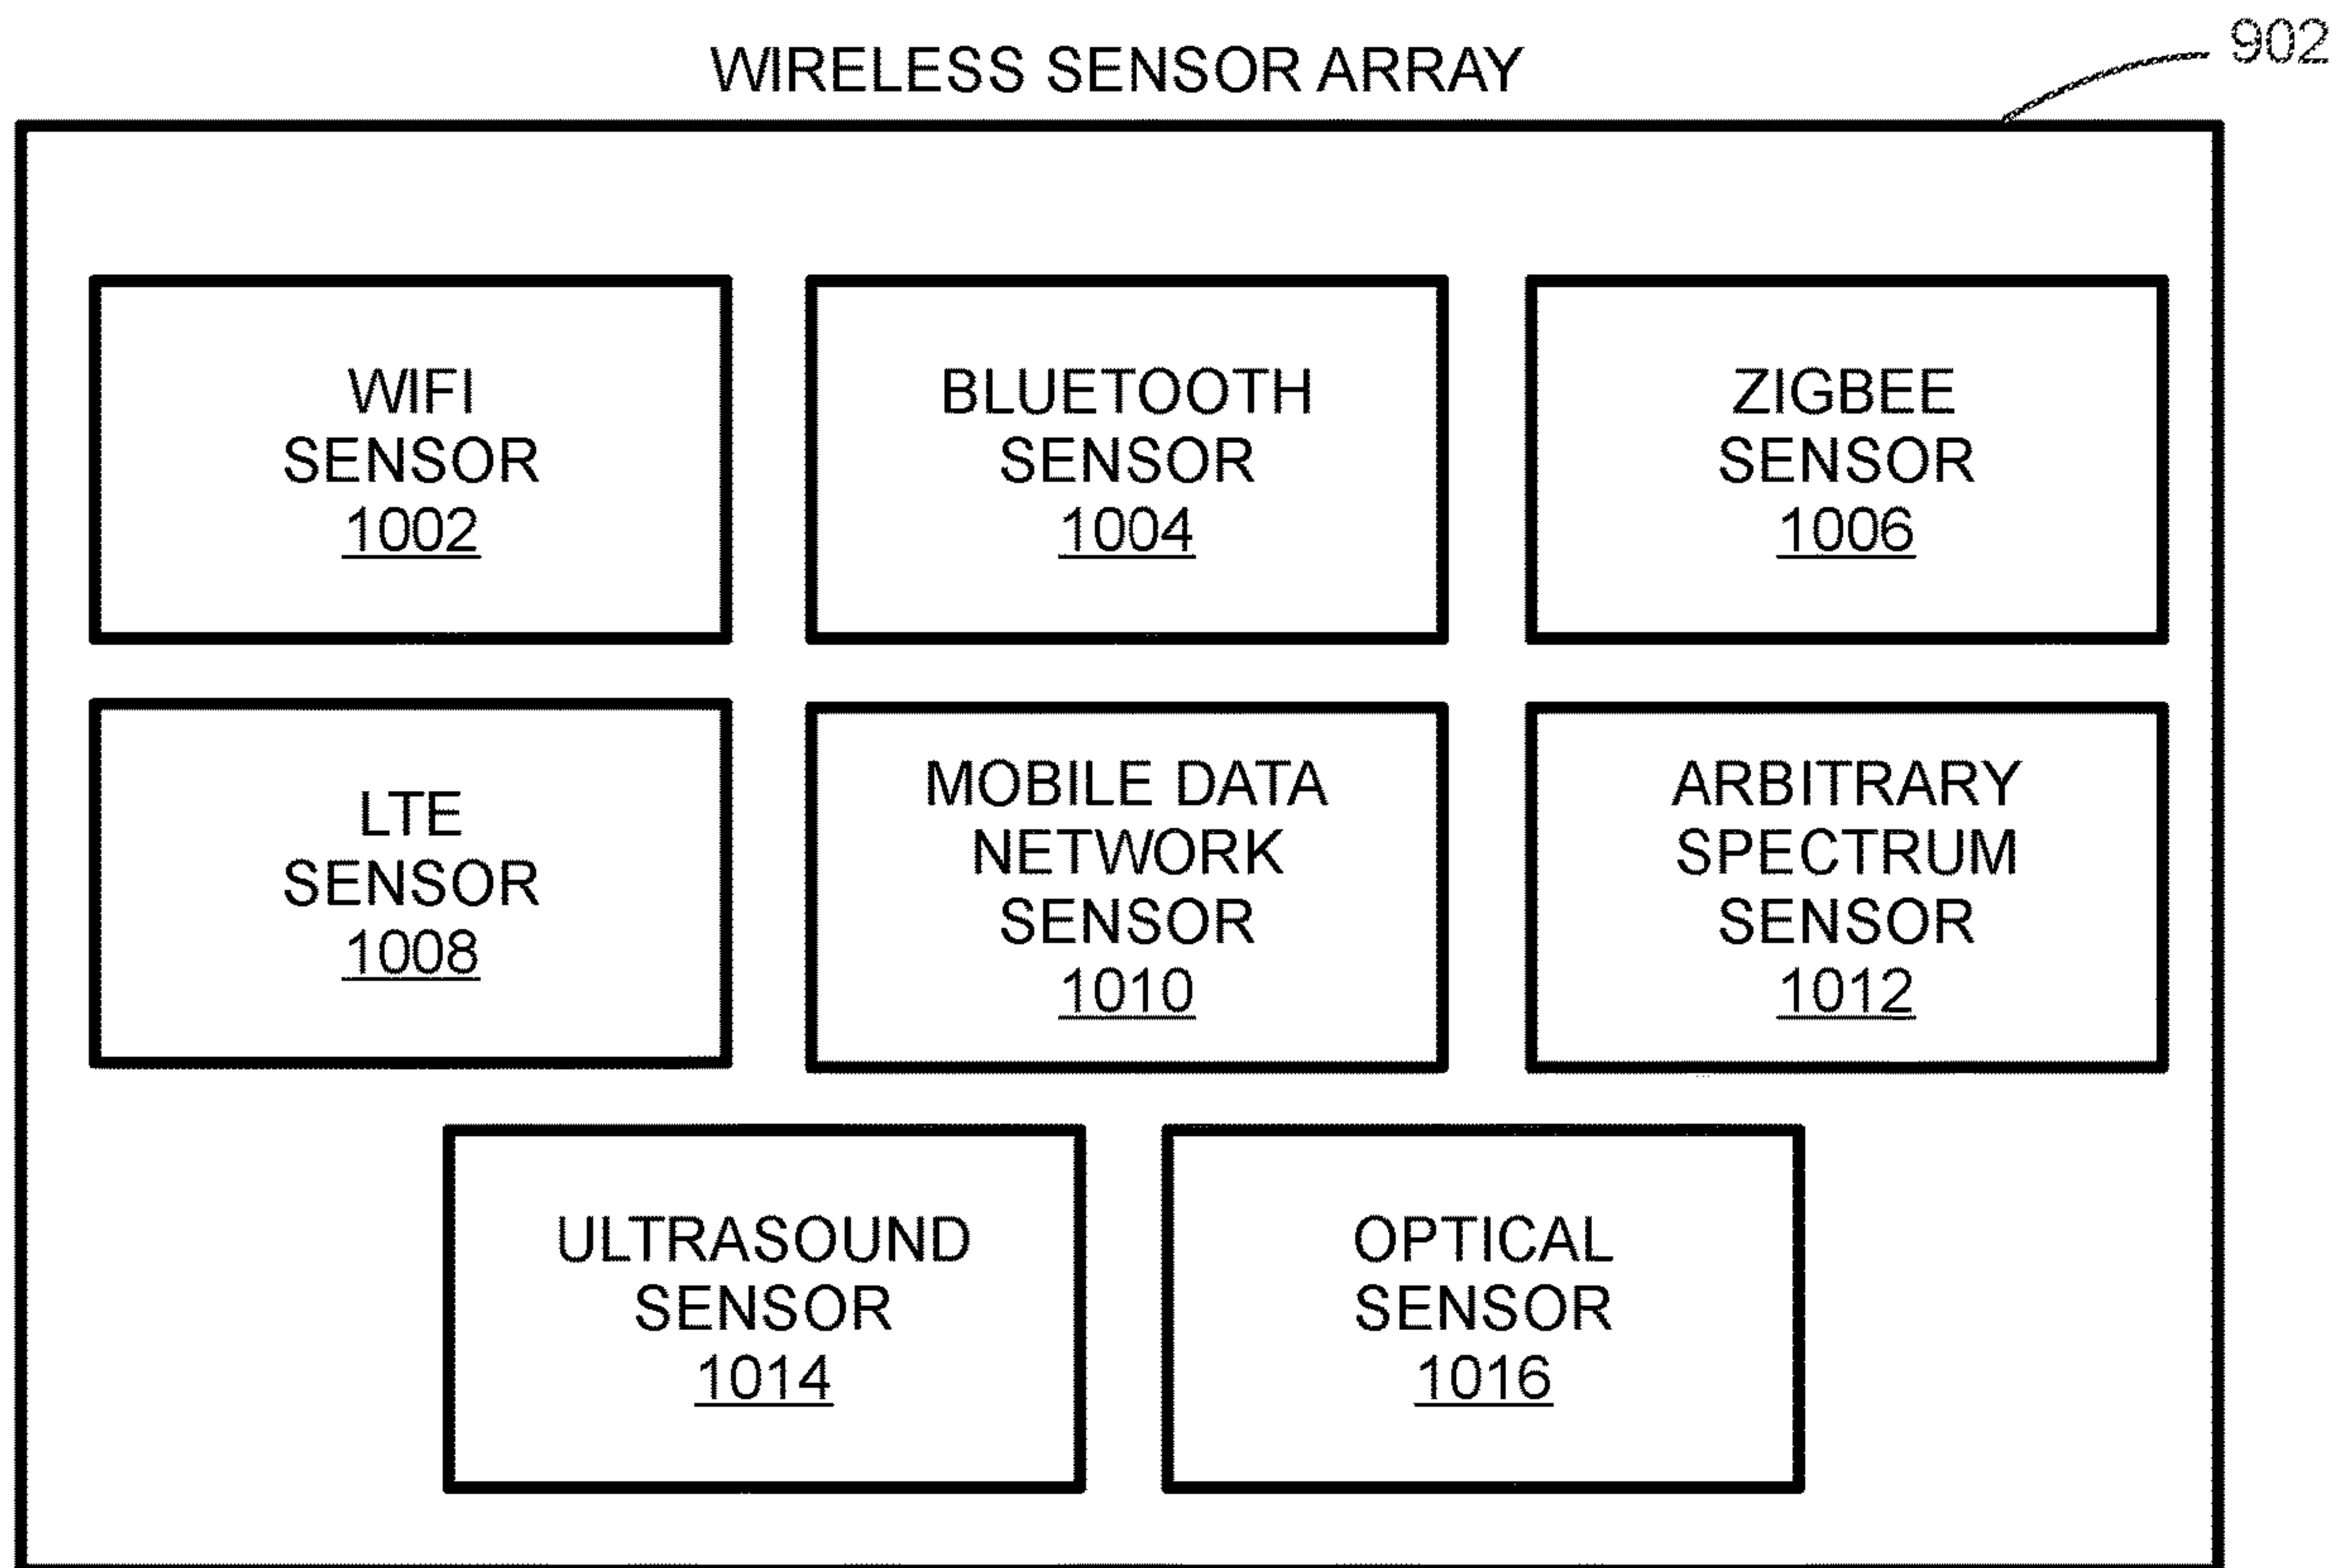 902
WIRELESS SENSOR ARRAY
WIFI
SENSOR
1002
BLUETOOTH
SENSOR
1004
ZIGBEE
SENSOR
1006
LTE
SENSOR
1008
MOBILE DATA
NETWORK
SENSOR
1010
ARBITRARY
SPECTRUM
SENSOR
1012
ULTRASOUND
SENSOR
1014
OPTICAL
SENSOR
1016